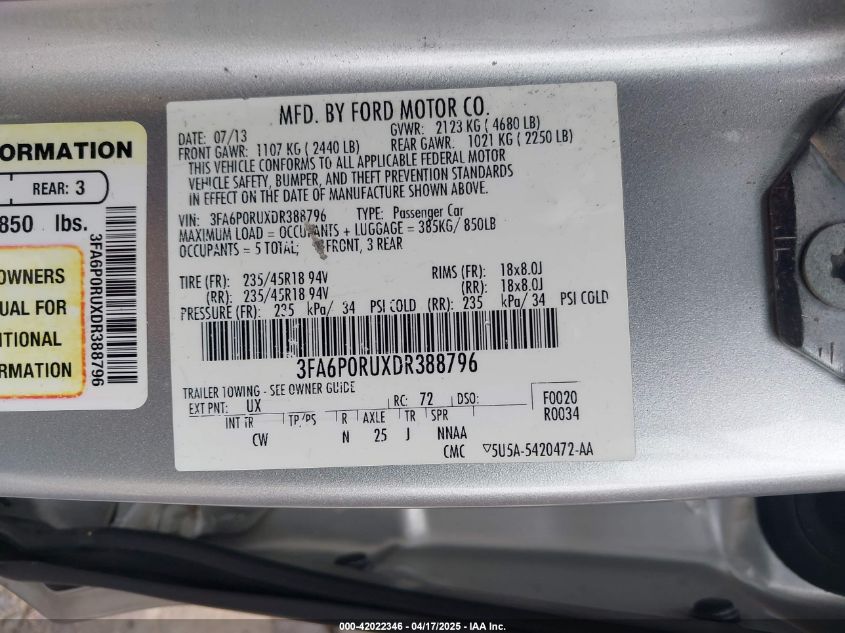 ORMATION
REAR: 3
850 lbs.
OWNERS
UAL FOR
ITIONAL
RMATION
3FA6P0RUXDR388796
MFD. BY FORD MOTOR CO.
DATE: 07/13 GVWR: 2123 KG ( 4680 LB)
FRONT GAWR: 1107 KG ( 2440 LB) REAR GAWR: 1021 KG ( 2250 LB)
THIS VEHICLE CONFORMS TO ALL APPLICABLE FEDERAL MOTOR
VEHICLE SAFETY, BUMPER, AND THEFT PREVENTION STANDARDS
IN EFFECT ON THE DATE OF MANUFACTURE SHOWN ABOVE.
VIN: 3FA6P0RUXDR388796 TYPE: Passenger Car
MAXIMUM LOAD = OCCUPANTS + LUGGAGE = 385KG/ 850LB
OCCUPANTS = 5 TOTAL; FRONT, 3 REAR
TIRE (FR): 235/45R18 94V RIMS (FR): 18x8.0J
(RR): 235/45R18 94V (RR): 18x8.0J
PRESSURE (FR): 235 kPa/ 34 PSI COLD (RR): 235 kPa/ 34 PSI COLD
3FA6P0RUXDR388796
TRAILER TOWING - SEE OWNER GUIDE
EXT PNT: UX RC: 72 DSO: F0020
R0034
INT TR TP/PS R AXLE TR SPR
CW N 25 J NNAA
CMC ▽5U5A-5420472-AA
000-42022346 - 04/17/2025 - IAA Inc.